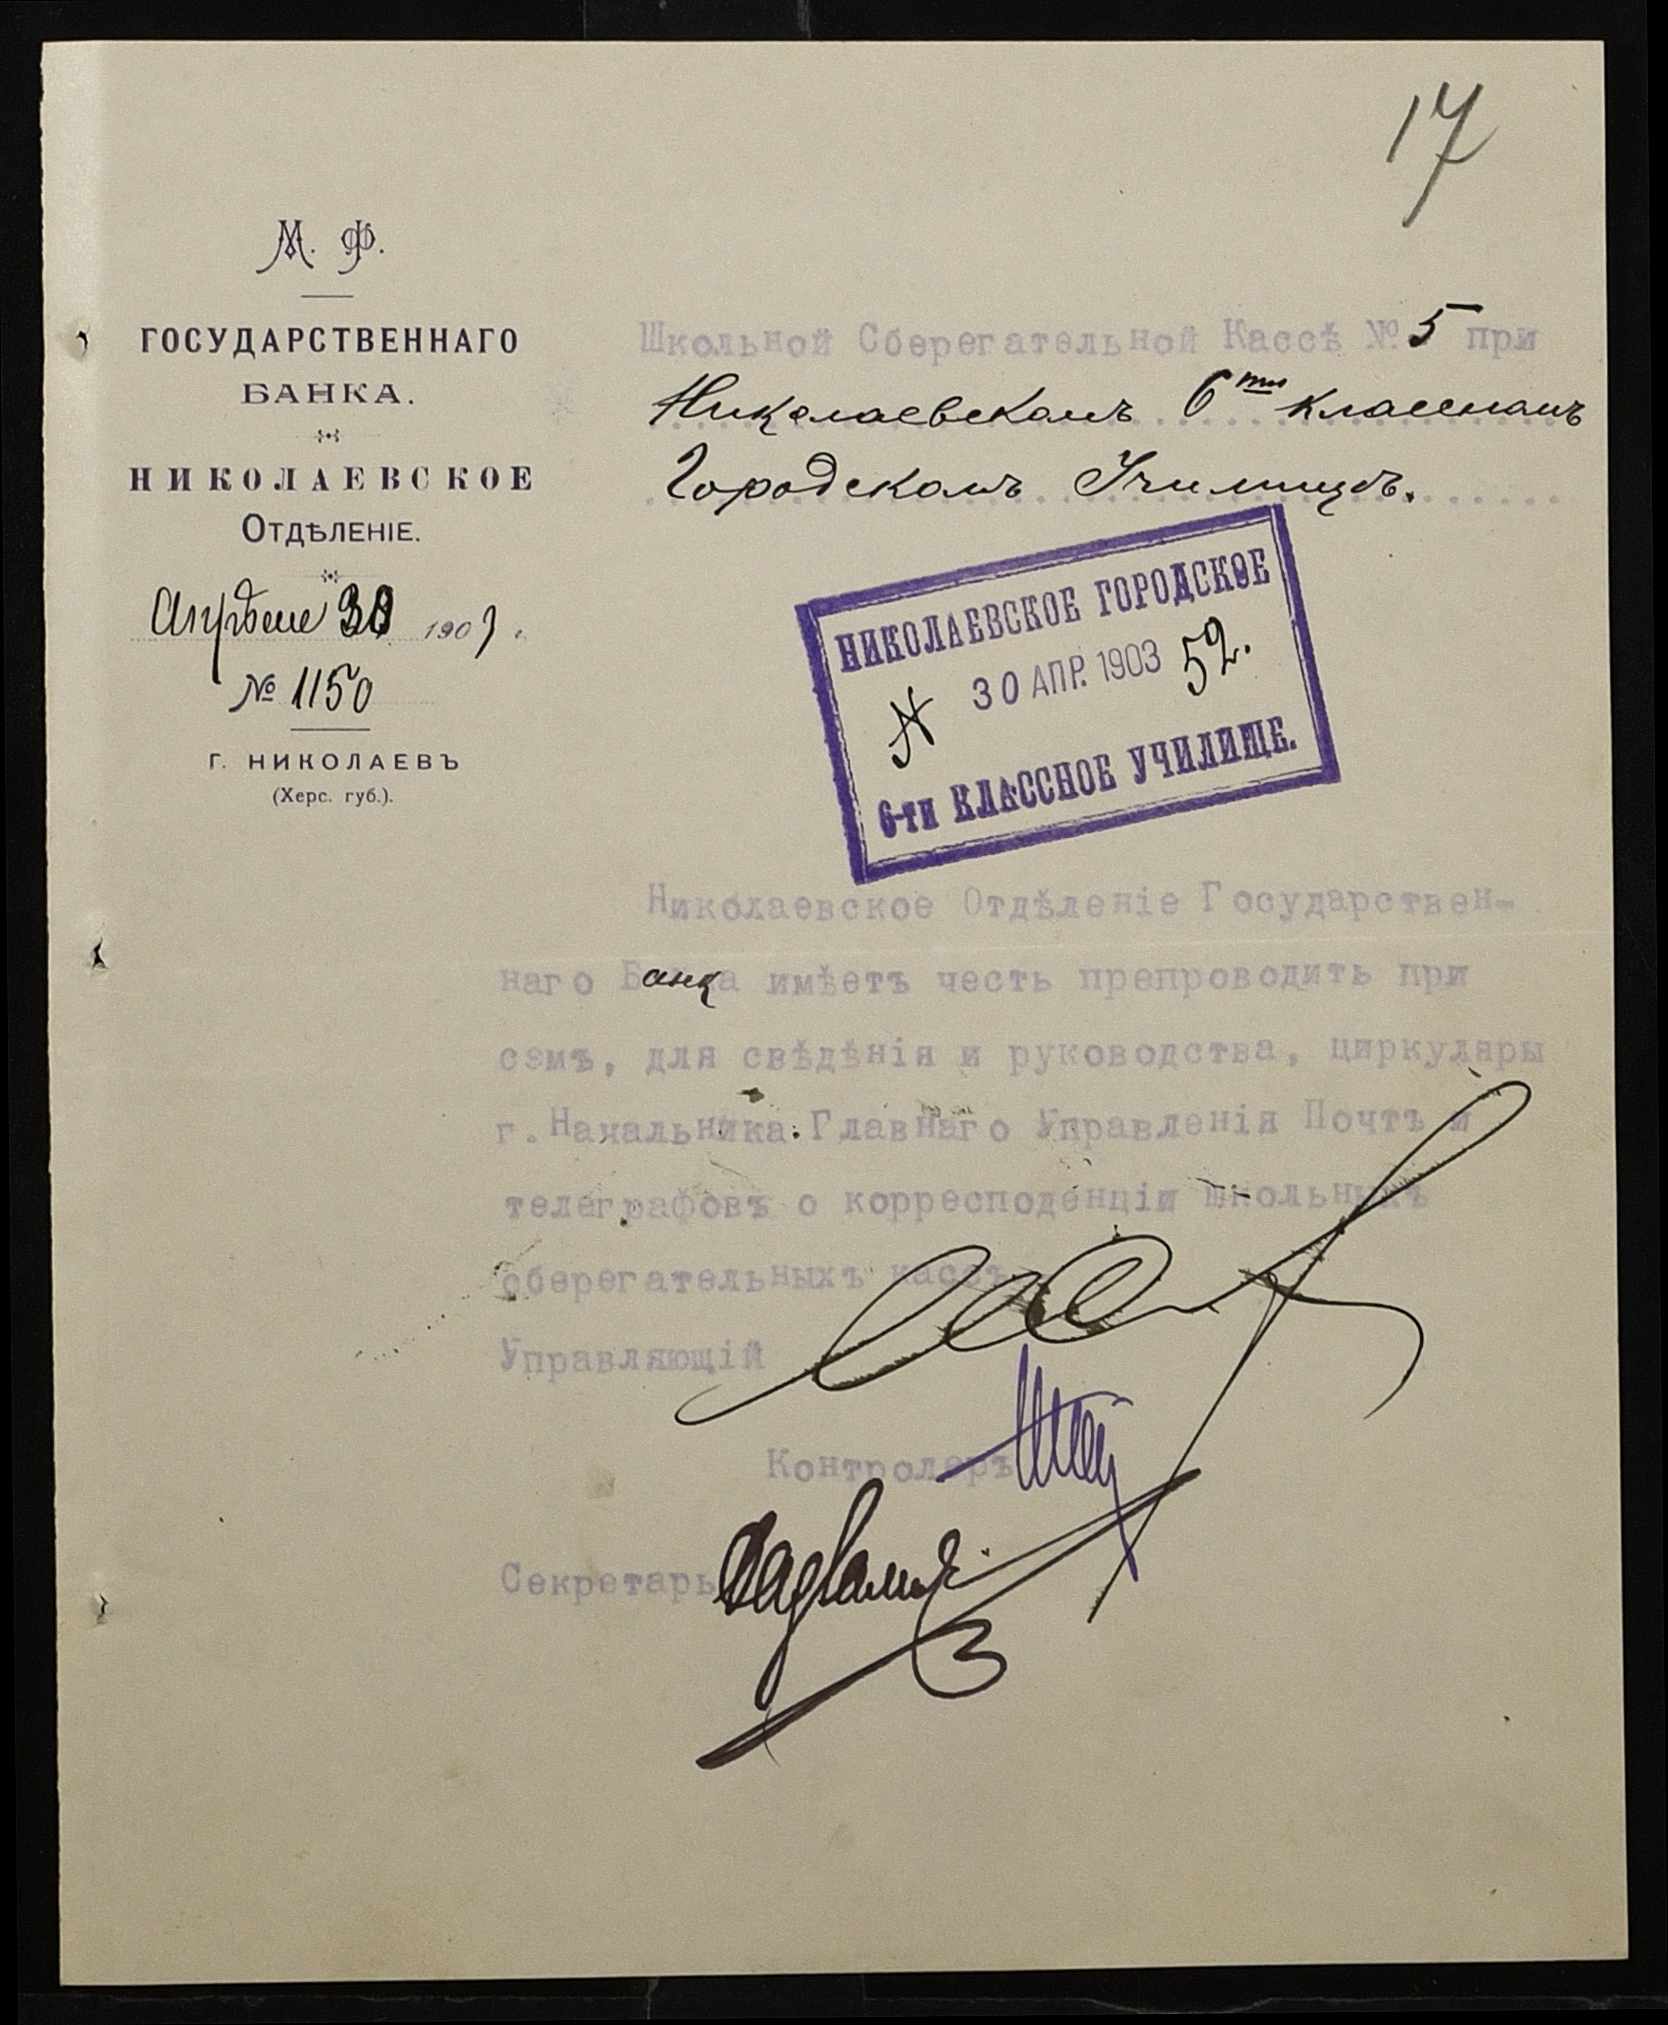 17
М. Ф.
ГОСУДАРСТВЕННАГО
БАНКА.
НИКОЛАЕВСКОЕ
ОТДѢЛЕНІЕ.
Апрѣля 30 1903 г.
№ 1150
Г. НИКОЛАЕВЪ
(Херс. губ.).
Школьной Сберегательной Кассѣ № 5 при
Николаевскомъ 6ти классномъ
Городскомъ Училищѣ.
НИКОЛАЕВСКОЕ ГОРОДСКОЕ
N 30 АПР. 1903 52.
6-ти КЛАССНОЕ УЧИЛИЩЕ.
Николаевское Отдѣленіе Государствен-
наго Банка имѣетъ честь препроводить при
семъ, для свѣдѣнія и руководства, циркуляры
г. Начальника Главнаго Управленія Почтъ и
телеграфовъ о корресподенціи школьныхъ
сберегательныхъ кассъ
Управляющій
Контролеръ
Секретарь